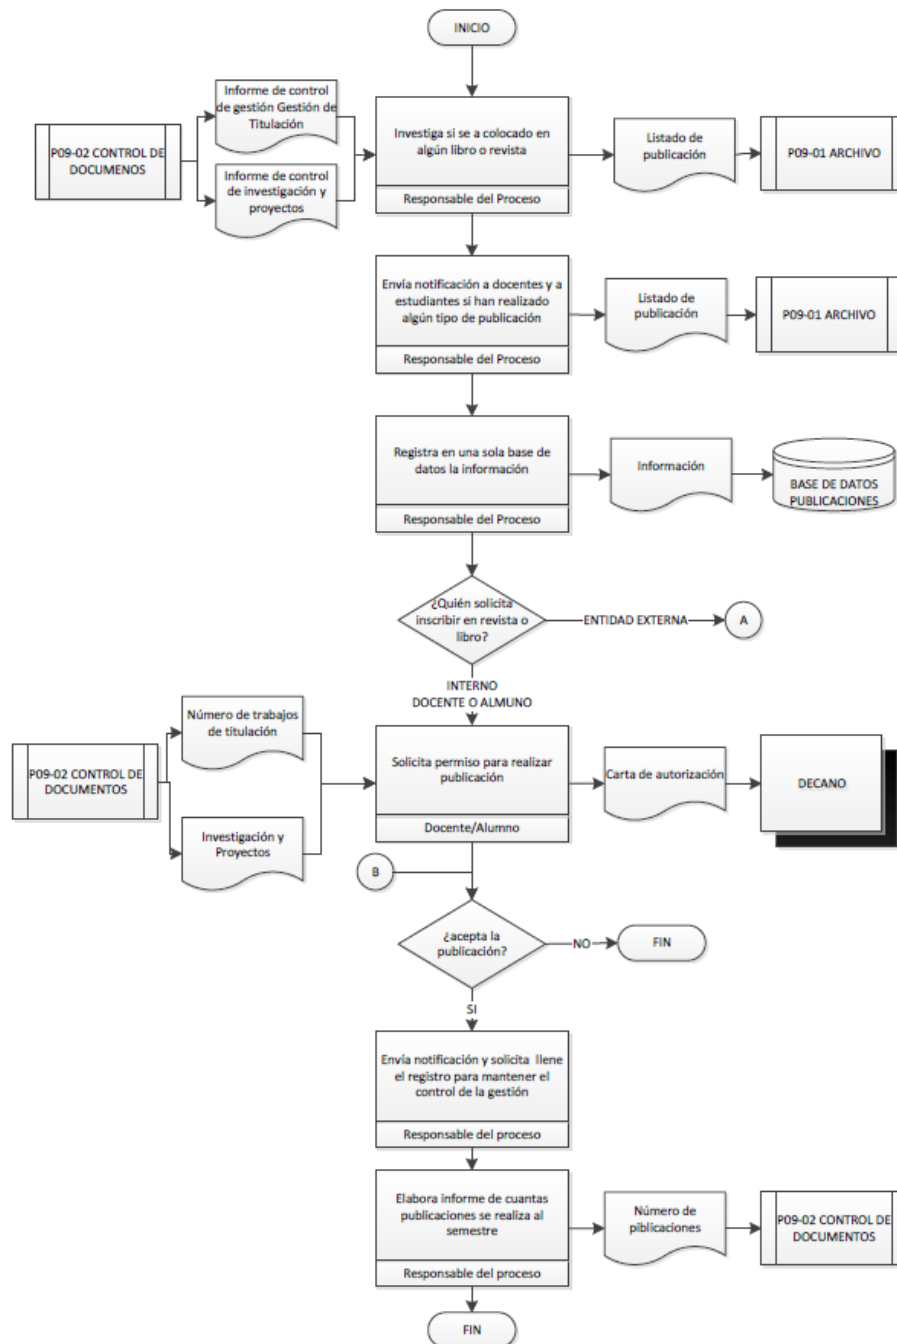 INICIO
Informe de control
de gestión Gestión de
Titulación
P09-02 CONTROL DE
DOCUMENOS
Informe de control
de investigación y
proyectos
Investiga si se a colocado en
algún libro o revista
Responsable del Proceso
Listado de
publicación
P09-01 ARCHIVO
Envía notificación a docentes y a
estudiantes si han realizado
algún tipo de publicación
Responsable del Proceso
Listado de
publicación
P09-01 ARCHIVO
Registra en una sola base de
datos la información
Responsable del Proceso
Información
BASE DE DATOS
PUBLICACIONES
¿Quién solicita
inscribir en revista o
libro?
ENTIDAD EXTERNA
A
INTERNO
DOCENTE O ALMUNO
Número de trabajos
de titulación
P09-02 CONTROL DE
DOCUMENTOS
Investigación y
Proyectos
Solicita permiso para realizar
publicación
Docente/Alumno
Carta de autorización
DECANO
B
¿acepta la
publicación?
NO
FIN
SI
Envía notificación y solicita llene
el registro para mantener el
control de la gestión
Responsable del proceso
Elabora informe de cuantas
publicaciones se realiza al
semestre
Responsable del proceso
Número de
piblicaciones
P09-02 CONTROL DE
DOCUMENTOS
FIN